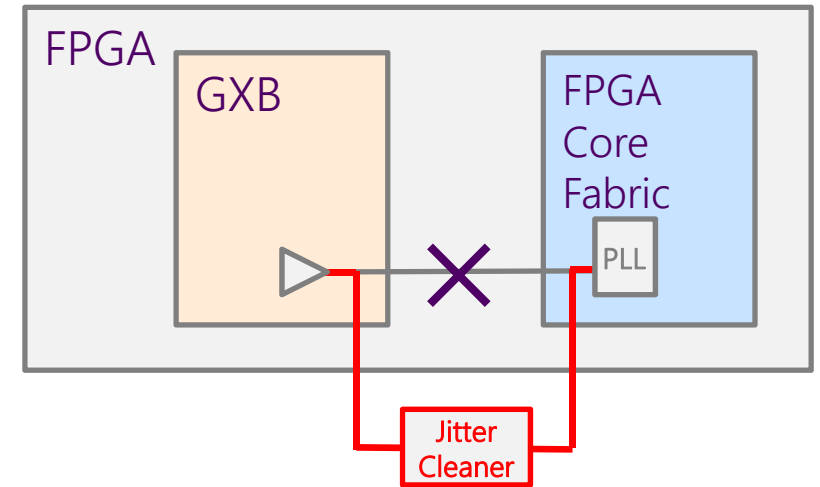 FPGA
GXB
FPGA
Core
Fabric
PLL
Jitter
Cleaner